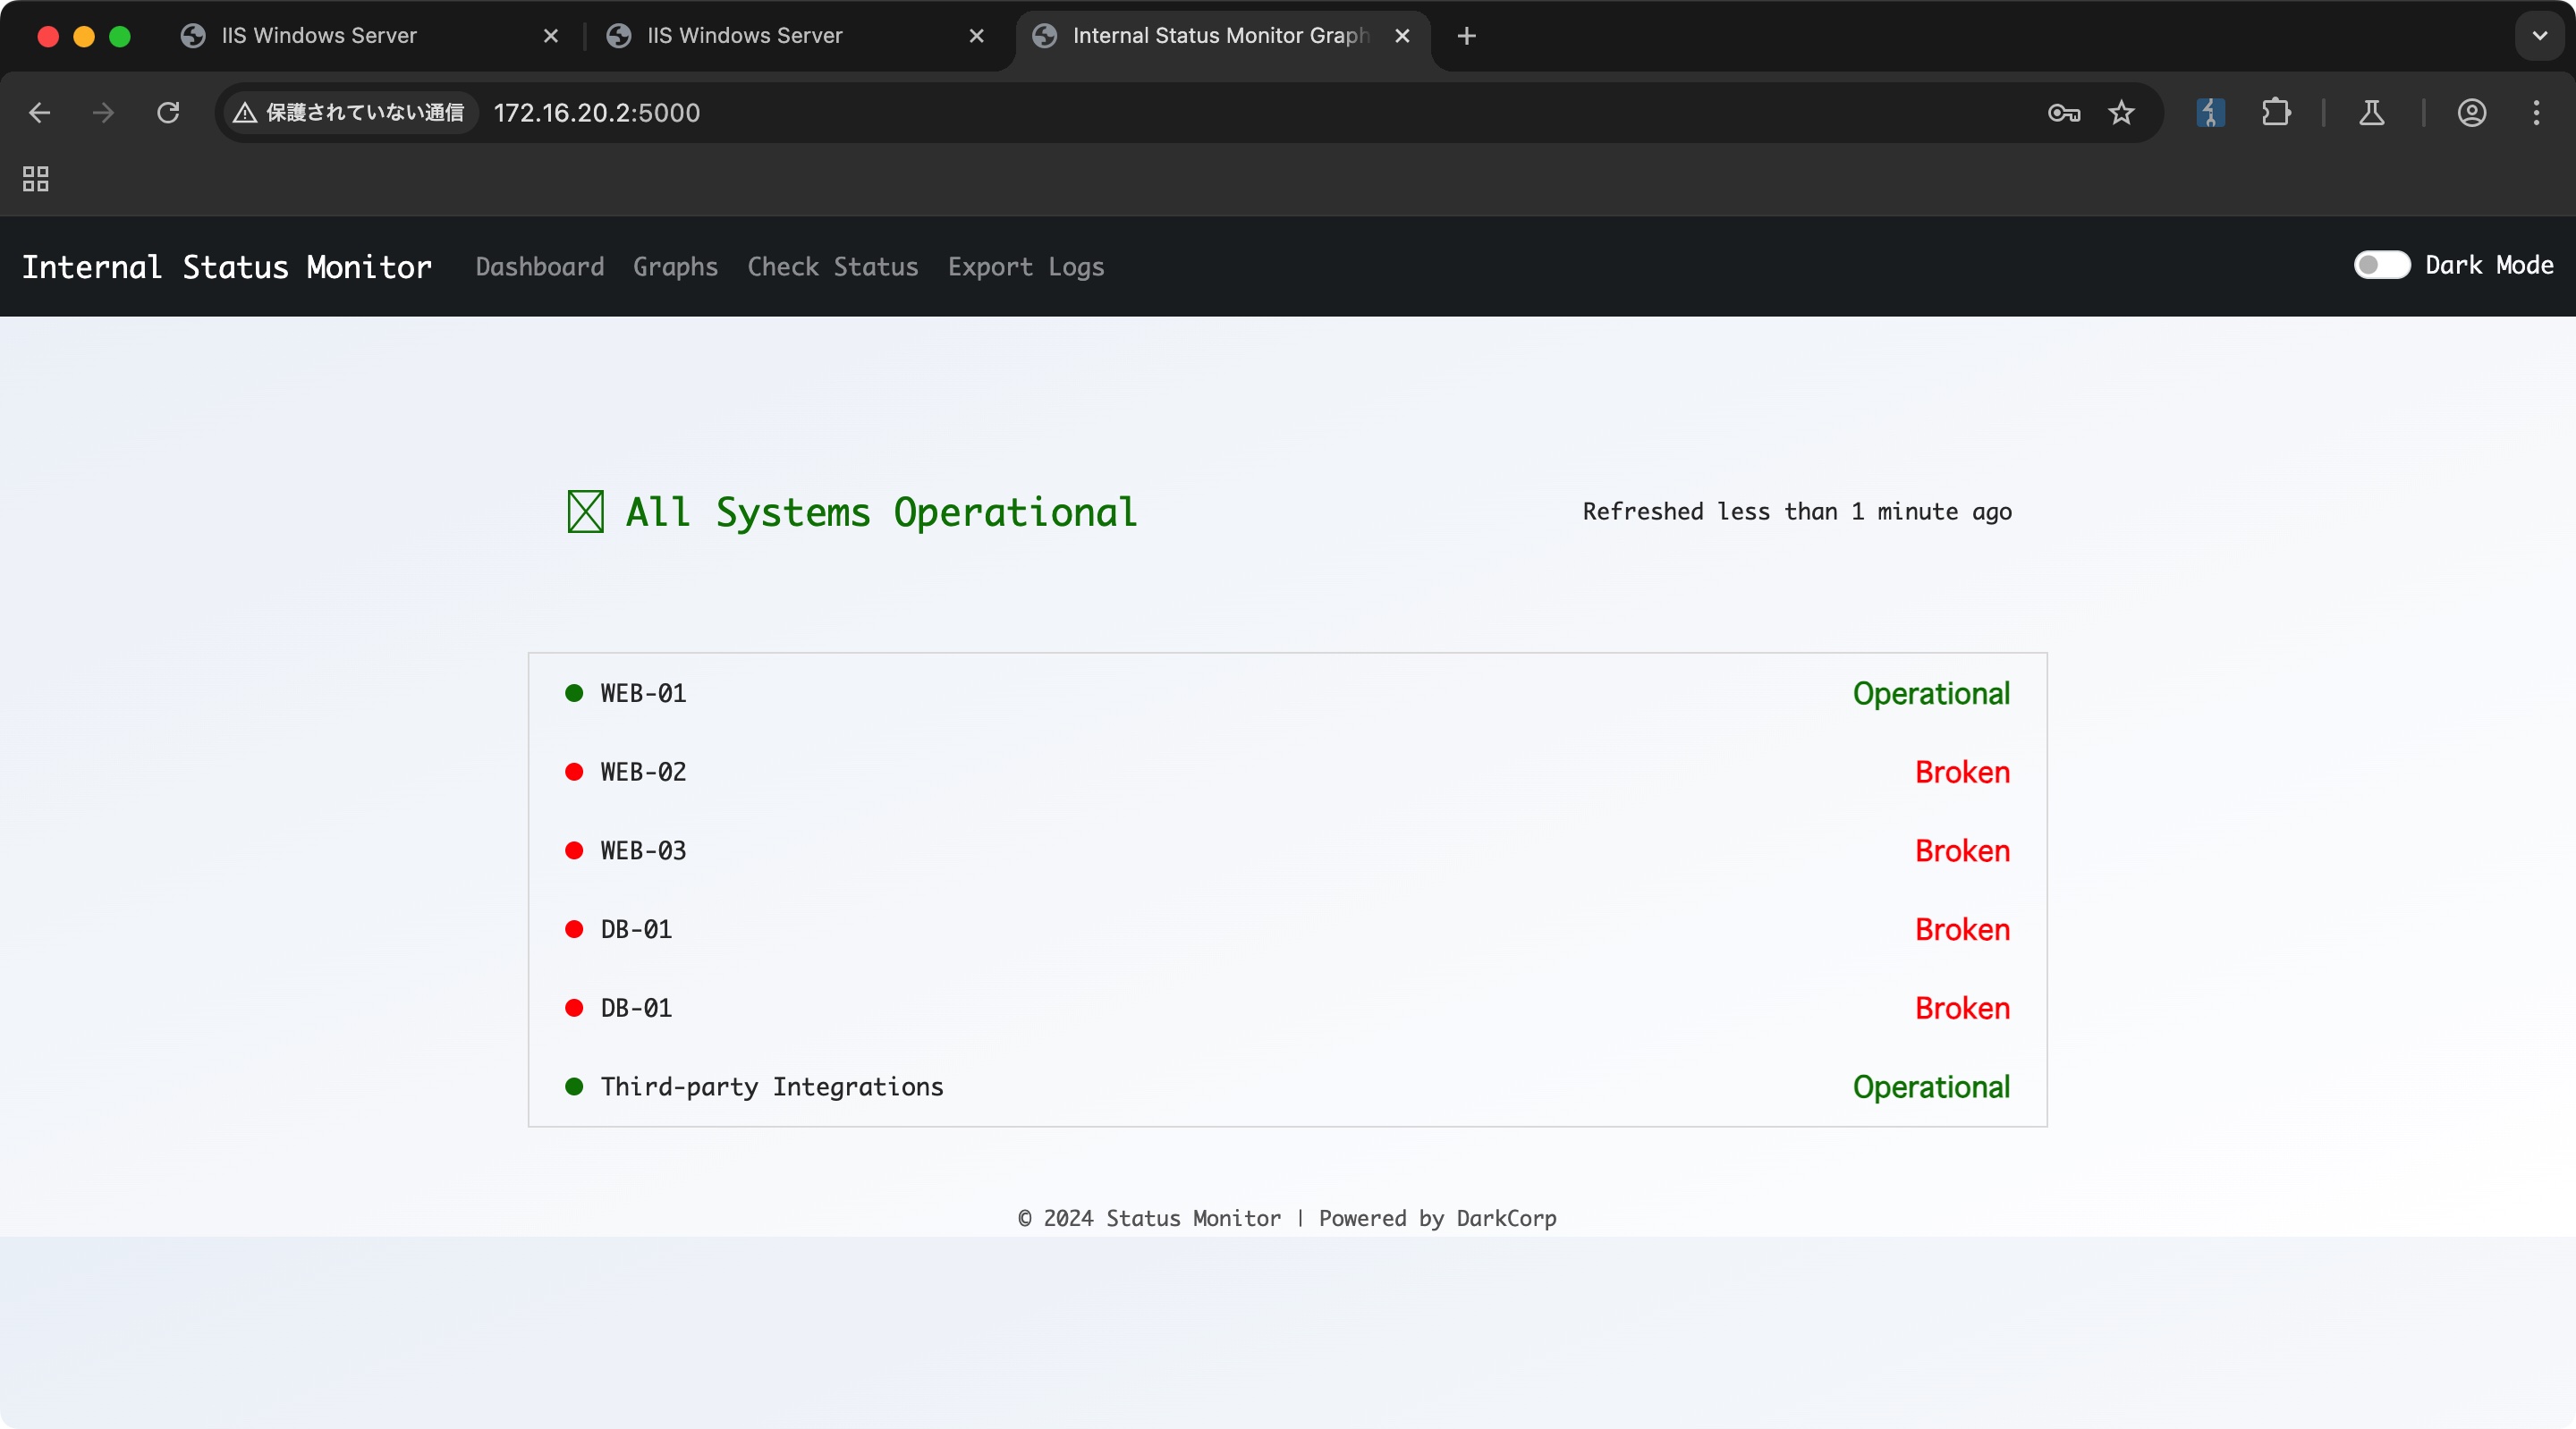 IIS Windows Server
IIS Windows Server
Internal Status Monitor Graph
保護されていない通信 172.16.20.2:5000
Internal Status Monitor Dashboard Graphs Check Status Export Logs Dark Mode
All Systems Operational Refreshed less than 1 minute ago
WEB-01 Operational
WEB-02 Broken
WEB-03 Broken
DB-01 Broken
DB-01 Broken
Third-party Integrations Operational
© 2024 Status Monitor | Powered by DarkCorp